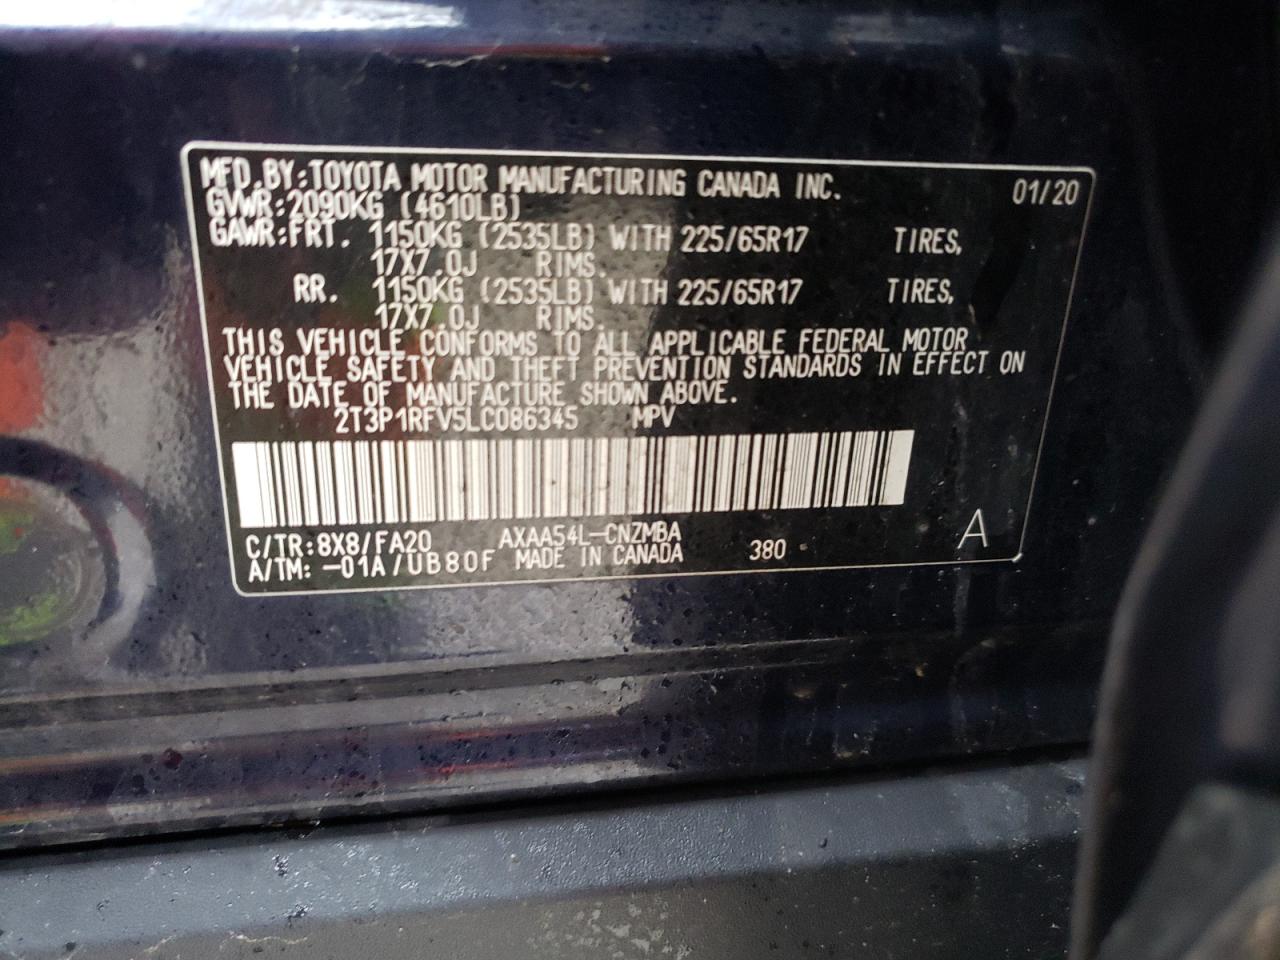 MFD.BY:TOYOTA MOTOR MANUFACTURING CANADA INC. 01/20
GVWR:2090KG (4610LB)
GAWR:FRT. 1150KG (2535LB) WITH 225/65R17 TIRES,
17X7.0J RIMS.
RR. 1150KG (2535LB) WITH 225/65R17 TIRES,
17X7.0J RIMS.
THIS VEHICLE CONFORMS TO ALL APPLICABLE FEDERAL MOTOR
VEHICLE SAFETY AND THEFT PREVENTION STANDARDS IN EFFECT ON
THE DATE OF MANUFACTURE SHOWN ABOVE.
2T3P1RFV5LC086345 MPV
C/TR:8X8/FA20 AXAA54L-CNZMBA
A/TM: -01A/UB80F MADE IN CANADA 380 A